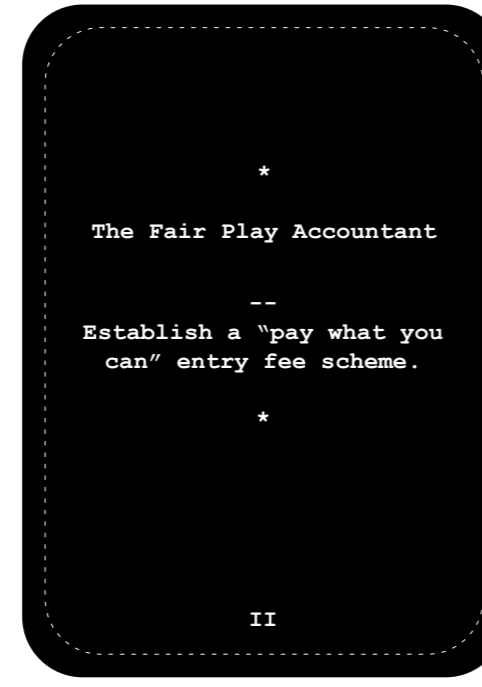 *
The Fair Play Accountant
--
Establish a “pay what you
can” entry fee scheme.
*
II